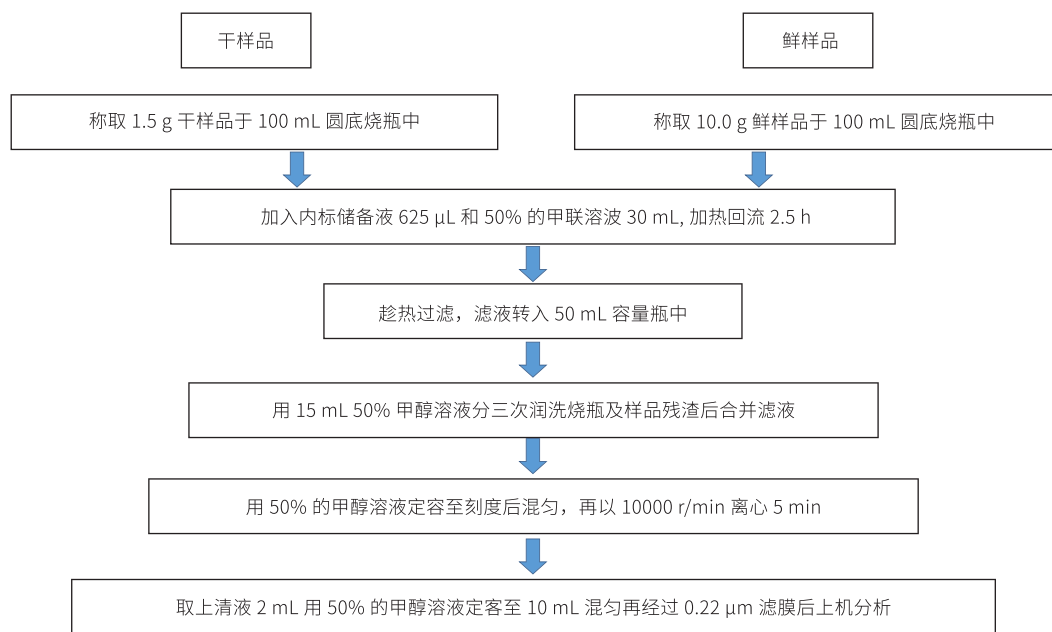 干样品
鲜样品
称取 1.5 g 干样品于 100 mL 圆底烧瓶中
称取 10.0 g 鲜样品于 100 mL 圆底烧瓶中
加入内标储备液 625 μL 和 50% 的甲联溶波 30 mL, 加热回流 2.5 h
趁热过滤，滤液转入 50 mL 容量瓶中
用 15 mL 50% 甲醇溶液分三次润洗烧瓶及样品残渣后合并滤液
用 50% 的甲醇溶液定容至刻度后混匀，再以 10000 r/min 离心 5 min
取上清液 2 mL 用 50% 的甲醇溶液定客至 10 mL 混匀再经过 0.22 μm 滤膜后上机分析